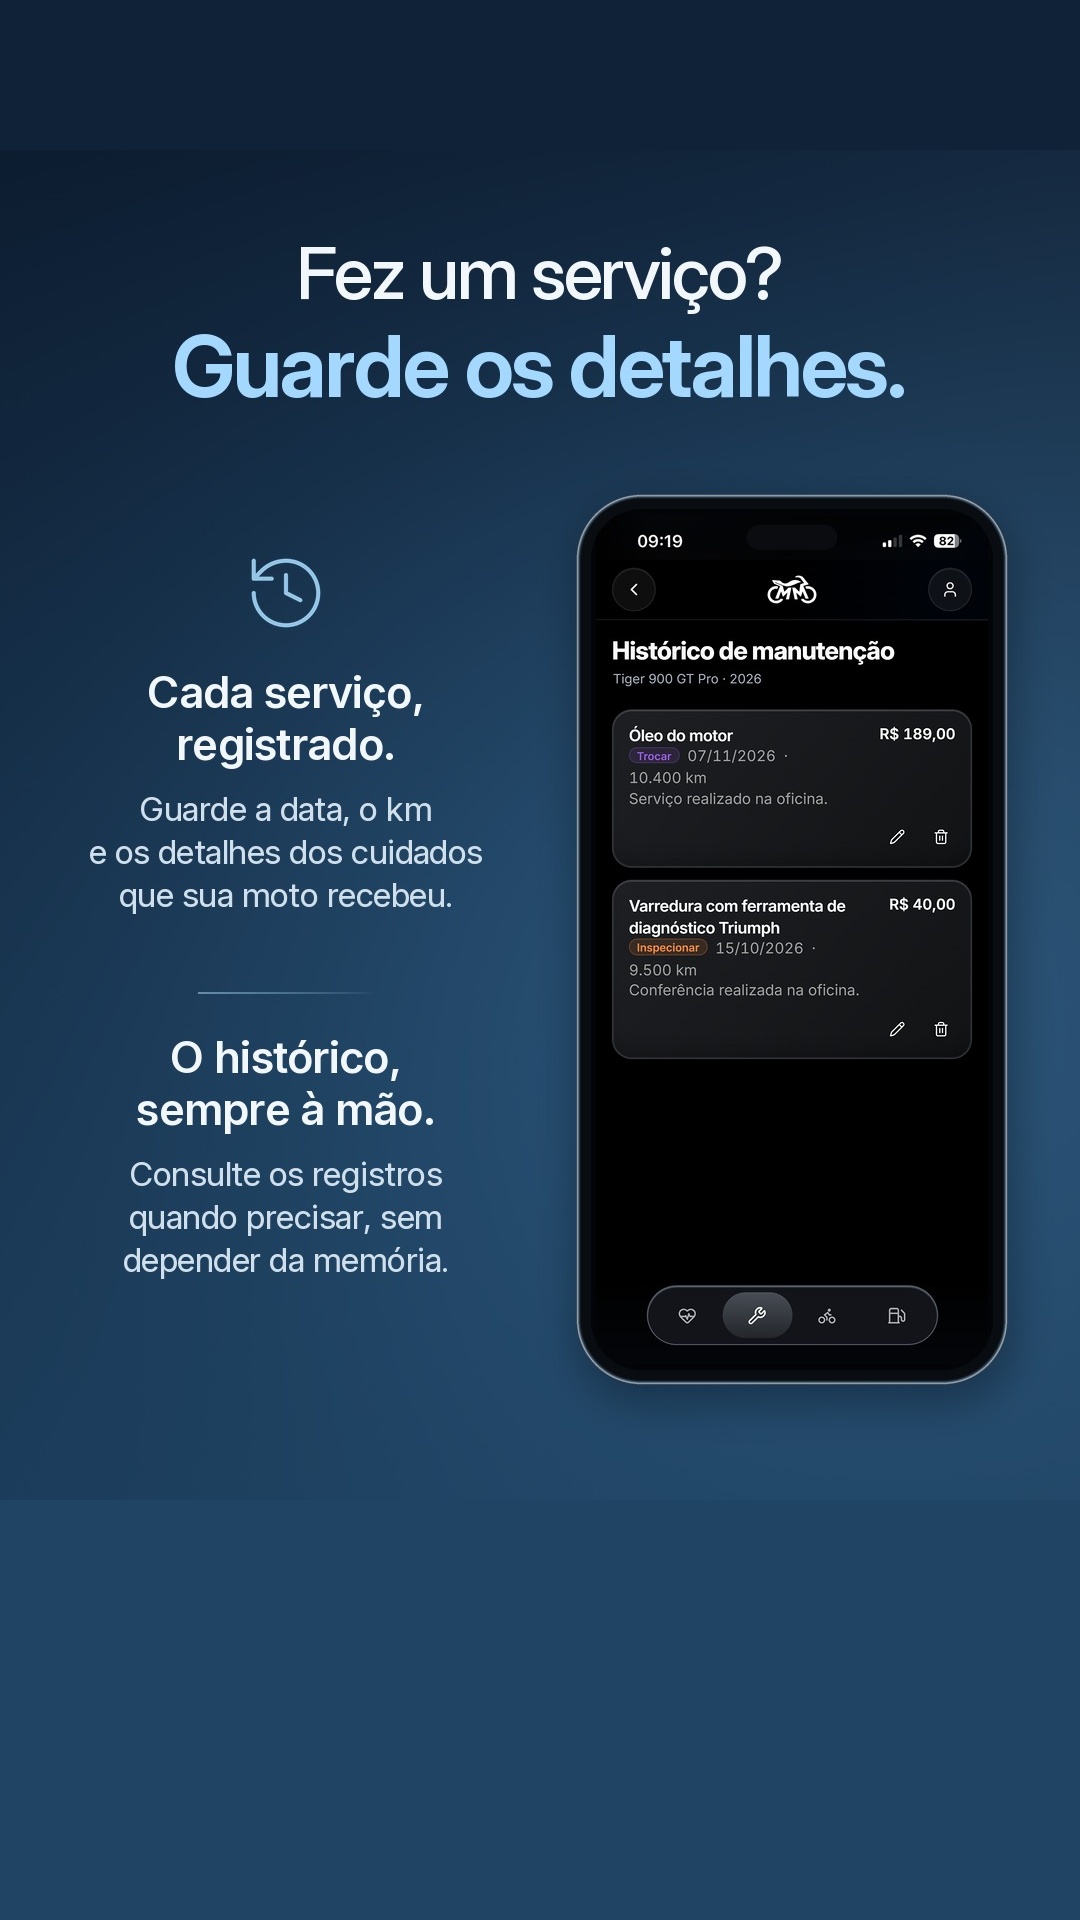 Fez um serviço?
Guarde os detalhes.
Cada serviço,
registrado.
Guarde a data, o km
e os detalhes dos cuidados
que sua moto recebeu.
O histórico,
sempre à mão.
Consulte os registros
quando precisar, sem
depender da memória.
09:19
82
MM
Histórico de manutenção
Tiger 900 GT Pro · 2026
Óleo do motor
R$ 189,00
Trocar 07/11/2026 ·
10.400 km
Serviço realizado na oficina.
Varredura com ferramenta de
diagnóstico Triumph
R$ 40,00
Inspecionar 15/10/2026 ·
9.500 km
Conferência realizada na oficina.